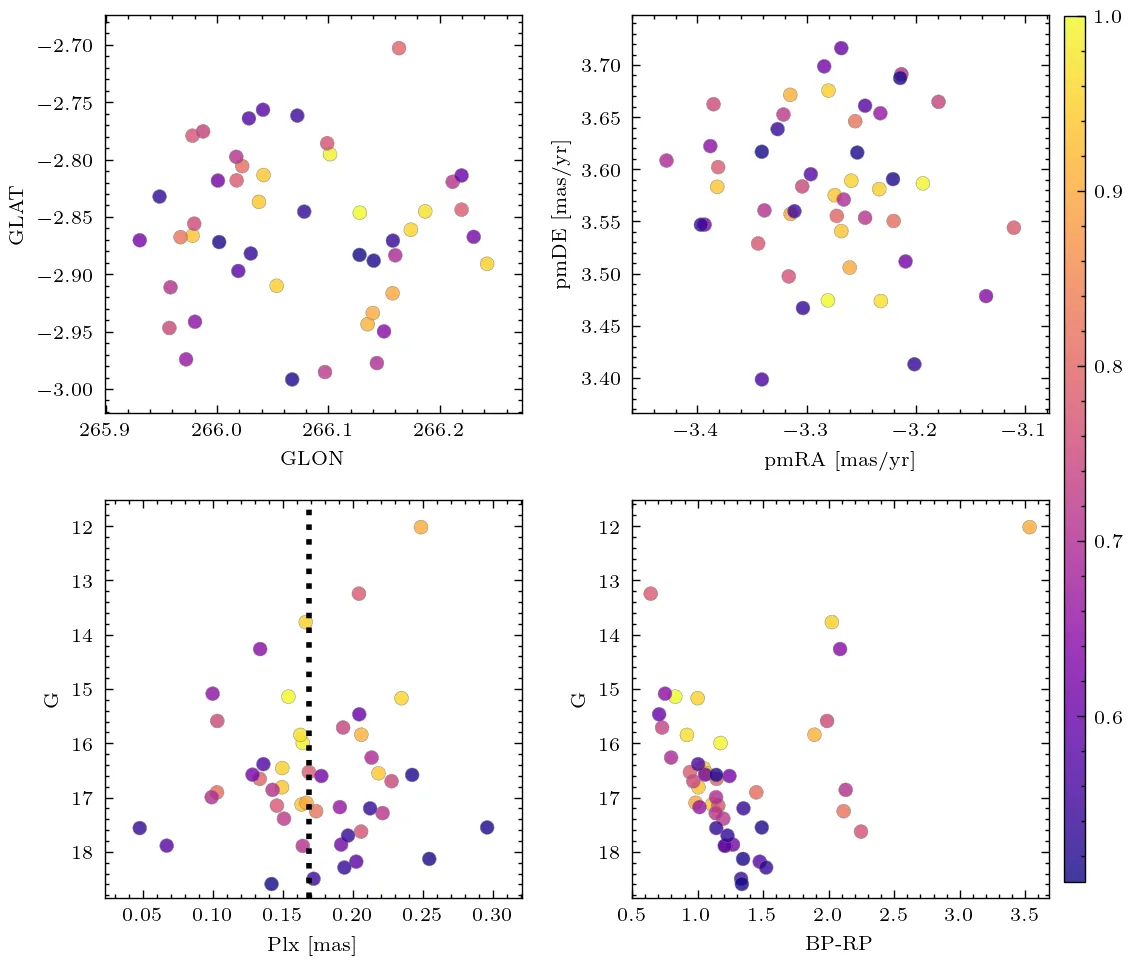 −2.70
−2.75
−2.80
−2.85
−2.90
−2.95
−3.00
GLAT
265.9 266.0 266.1 266.2
GLON
3.70
3.65
3.60
3.55
3.50
3.45
3.40
pmDE [mas/yr]
−3.4 −3.3 −3.2 −3.1
pmRA [mas/yr]
1.0
0.9
0.8
0.7
0.6
12
13
14
15
16
17
18
G
0.05 0.10 0.15 0.20 0.25 0.30
Plx [mas]
12
13
14
15
16
17
18
G
0.5 1.0 1.5 2.0 2.5 3.0 3.5
BP-RP